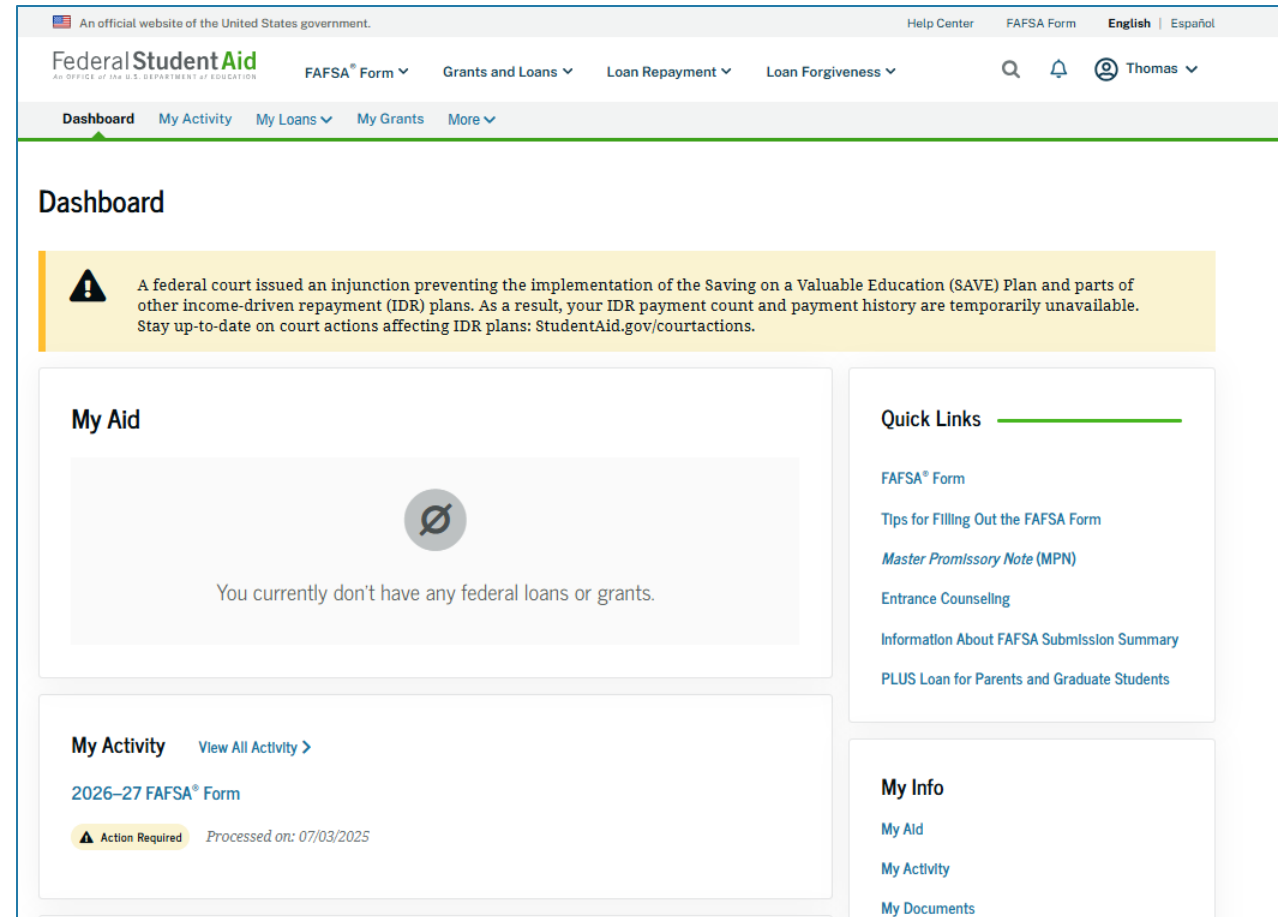 An official website of the United States government.
Help Center FAFSA Form English | Español
Federal Student Aid
An OFFICE of the U.S. DEPARTMENT of EDUCATION
FAFSA® Form Grants and Loans Loan Repayment Loan Forgiveness Thomas
Dashboard My Activity My Loans My Grants More
Dashboard
A federal court issued an injunction preventing the implementation of the Saving on a Valuable Education (SAVE) Plan and parts of
other income-driven repayment (IDR) plans. As a result, your IDR payment count and payment history are temporarily unavailable.
Stay up-to-date on court actions affecting IDR plans: StudentAid.gov/courtactions.
My Aid
You currently don't have any federal loans or grants.
My Activity View All Activity
2026–27 FAFSA® Form
Action Required Processed on: 07/03/2025
Quick Links
FAFSA® Form
Tips for Filling Out the FAFSA Form
Master Promissory Note (MPN)
Entrance Counseling
Information About FAFSA Submission Summary
PLUS Loan for Parents and Graduate Students
My Info
My Aid
My Activity
My Documents